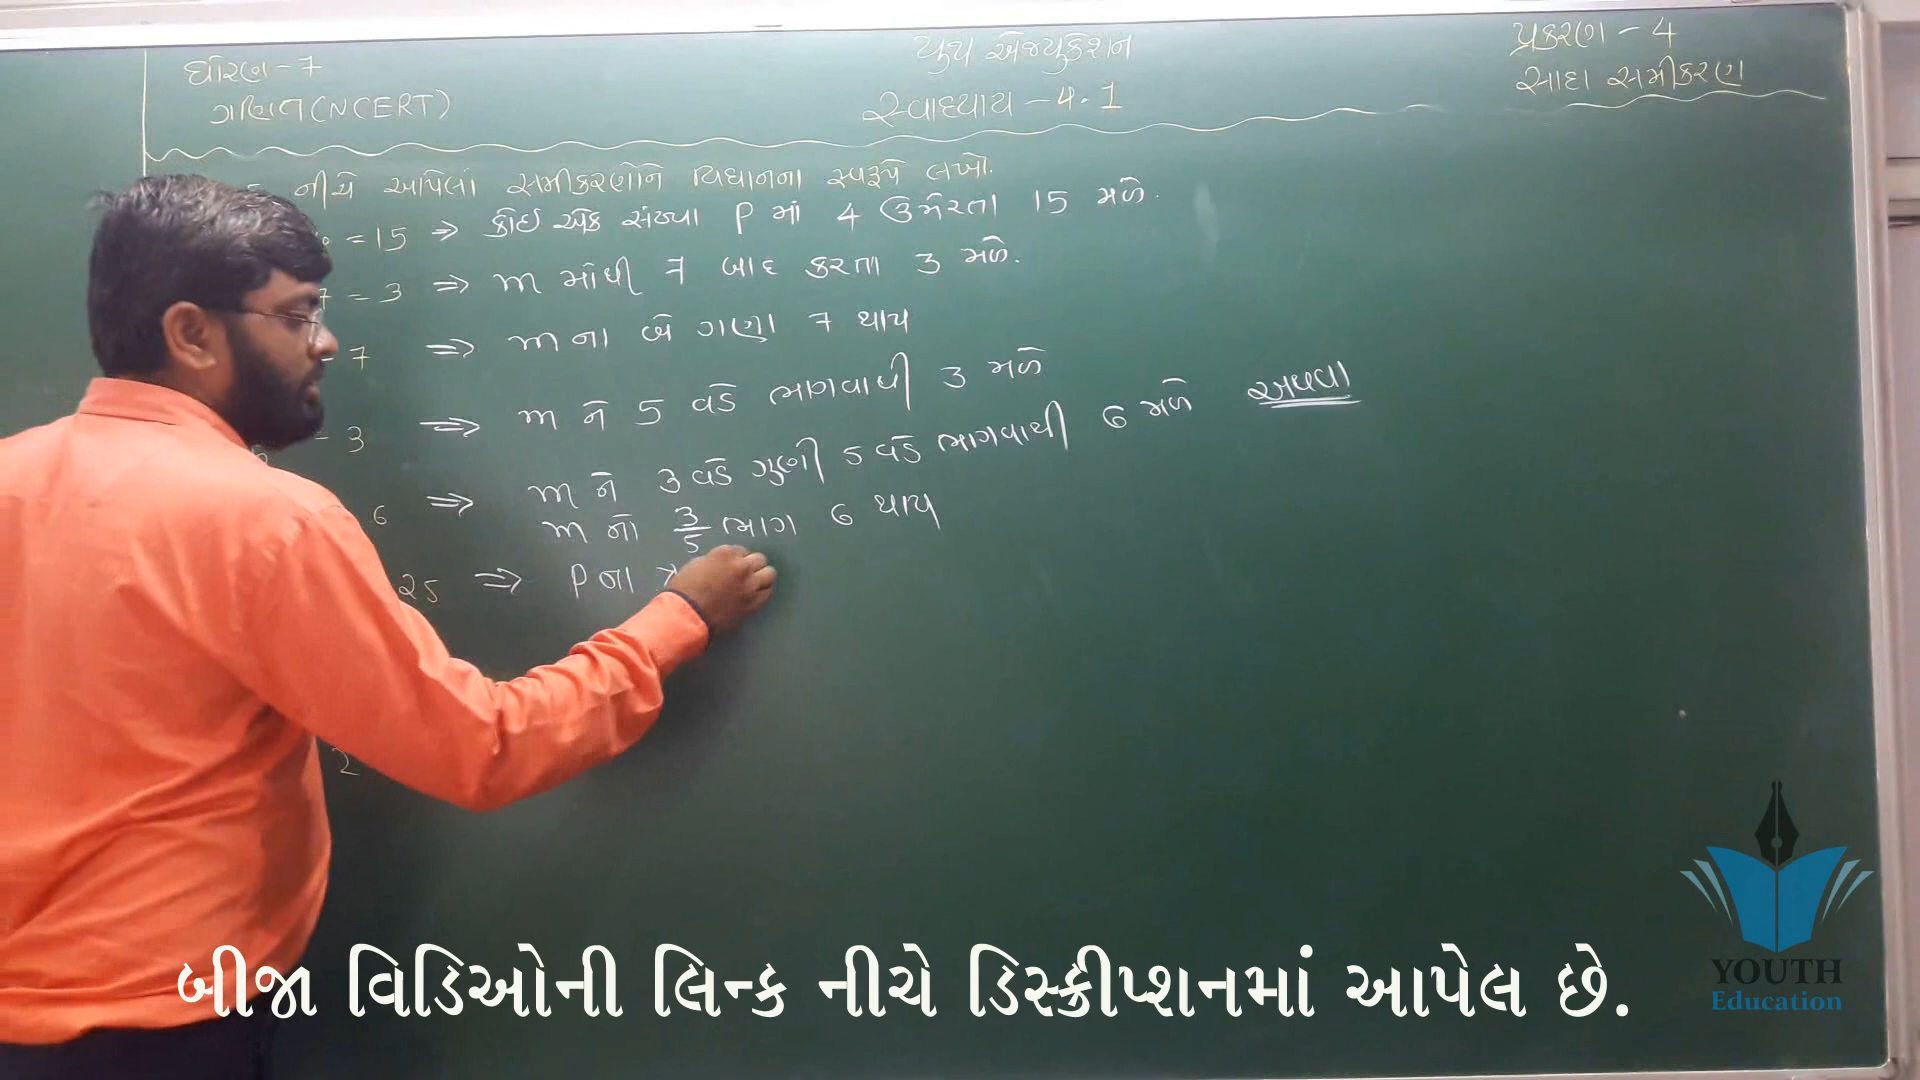 ધોરણ - 7
ગણિત (NCERT)
યુથ એજ્યુકેશન
સ્વાધ્યાય - 4.1
પ્રકરણ - 4
સાદા સમીકરણ
નીચે આપેલાં સમીકરણોને વિધાનના સ્વરૂપે લખો.
= 15 ⇒ કોઈ એક સંખ્યા P માં 4 ઉમેરતા 15 મળે.
7 = 3 ⇒ m માંથી 7 બાદ કરતા 3 મળે.
= 7 ⇒ m ના બે ગણા 7 થાય
= 3 ⇒ m ને 5 વડે ભાગવાથી 3 મળે
6 ⇒ m ને 3 વડે ગુણી 5 વડે ભાગવાથી 6 મળે અથવા
m નો 3/5 ભાગ 6 થાય
25 ⇒ P ના
2
બીજા વિડિઓની લિન્ક નીચે ડિસ્ક્રીપ્શનમાં આપેલ છે.
YOUTH
Education